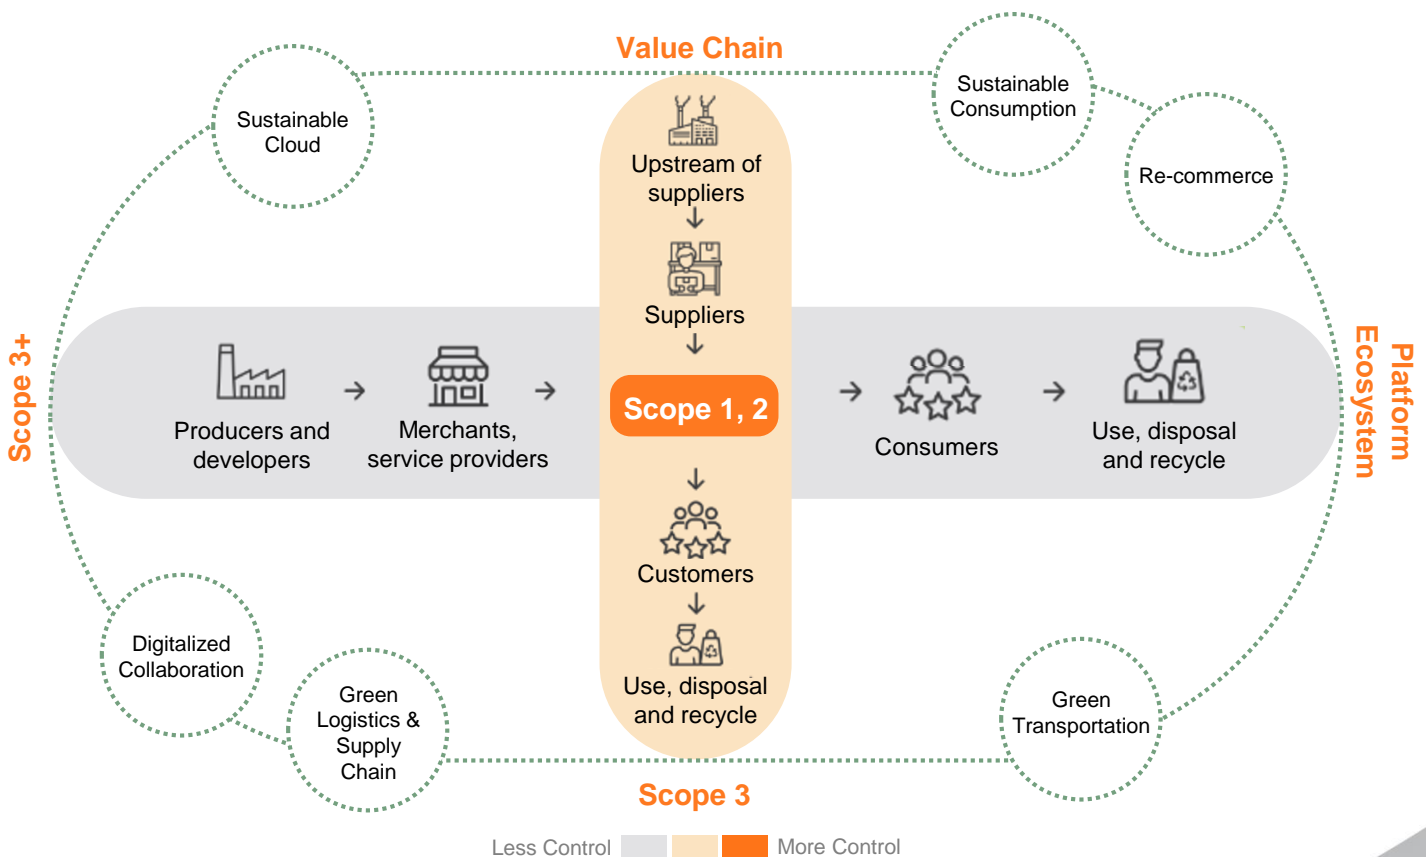 Value Chain
Sustainable
Cloud
Sustainable
Consumption
Re-commerce
Upstream of
suppliers
Suppliers
Scope 3+
Producers and
developers
Merchants,
service providers
Scope 1, 2
Consumers
Use, disposal
and recycle
Platform
Ecosystem
Customers
Use, disposal
and recycle
Digitalized
Collaboration
Green
Logistics &
Supply
Chain
Green
Transportation
Scope 3
Less Control
More Control